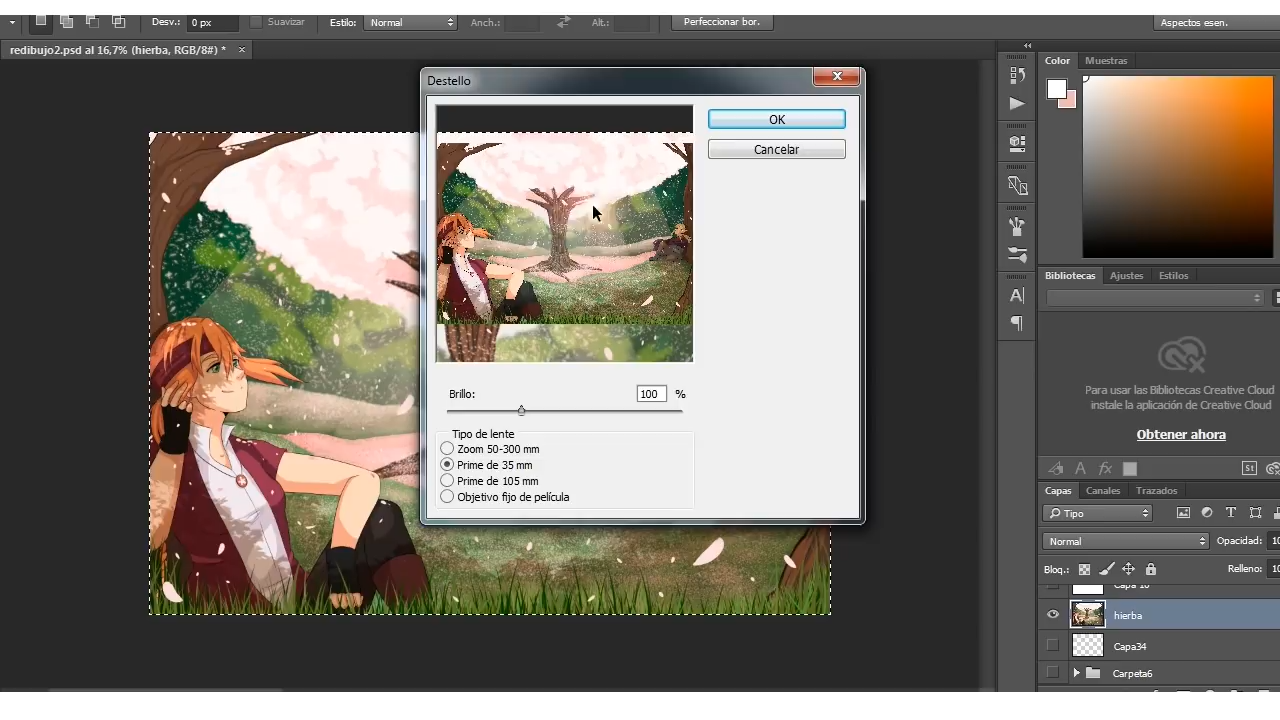 Desv.: 0 px Suavizar Estilo: Normal Anch.: Alt.: Perfeccionar bor. Aspectos esen.
redibujo2.psd al 16,7% (hierba, RGB/8#) * ×
Destello
OK
Cancelar
Brillo: 100 %
Tipo de lente
Zoom 50-300 mm
Prime de 35 mm
Prime de 105 mm
Objetivo fijo de película
Color Muestras
Bibliotecas Ajustes Estilos
Para usar las Bibliotecas Creative Cloud
instale la aplicación de Creative Cloud
Obtener ahora
St
Capas Canales Trazados
Tipo
Normal Opacidad: 10
Bloq.: Relleno: 10
hierba
Capa34
Carpeta6